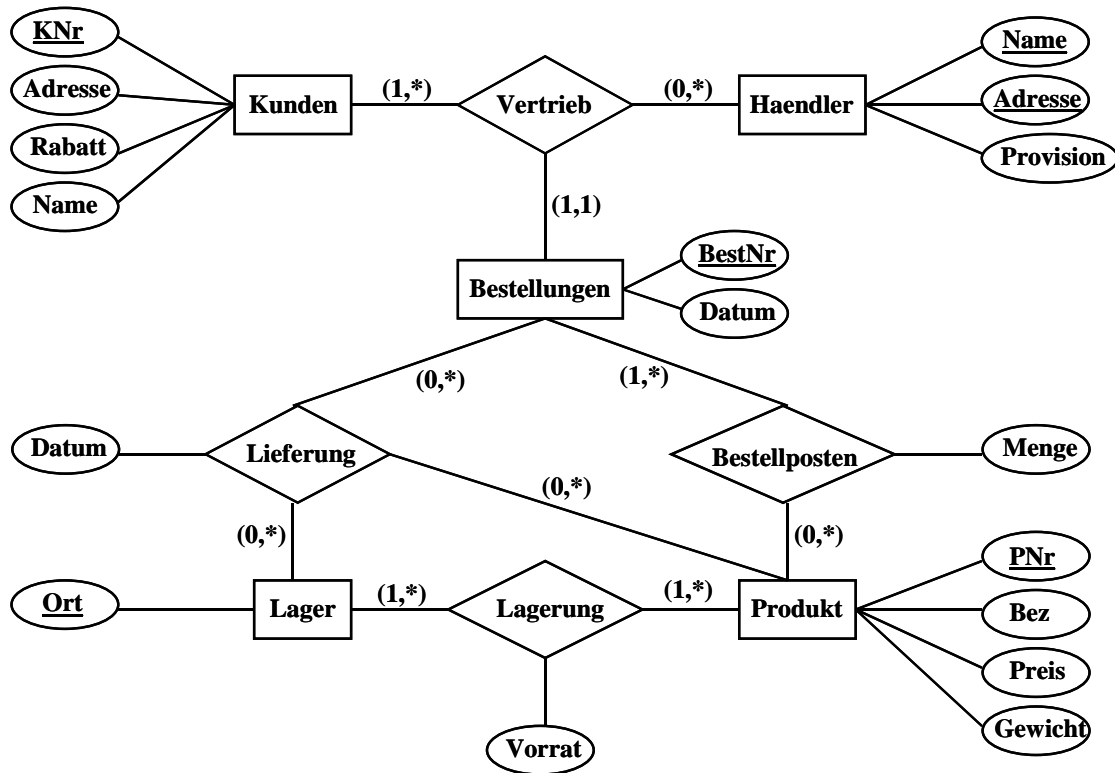 KNr
Adresse
Rabatt
Name
Kunden
(1,*)
Vertrieb
(0,*)
Haendler
Name
Adresse
Provision
(1,1)
Bestellungen
BestNr
Datum
(0,*)
(1,*)
Datum
Lieferung
Bestellposten
Menge
(0,*)
(0,*)
(0,*)
Ort
Lager
(1,*)
Lagerung
(1,*)
Produkt
PNr
Bez
Preis
Gewicht
Vorrat